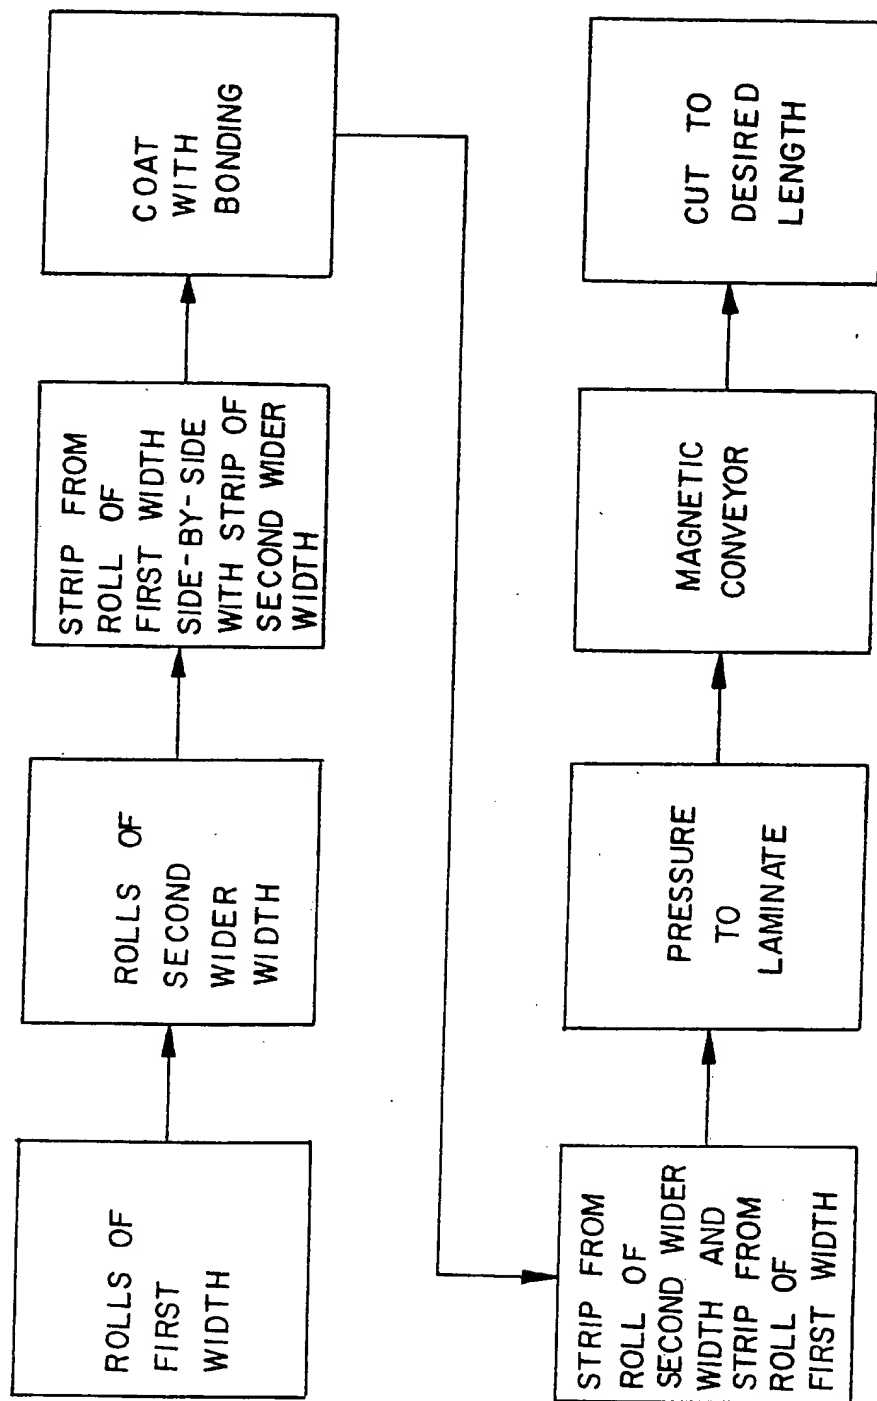 ROLLS OF
FIRST
WIDTH
ROLLS OF
SECOND
WIDER
WIDTH
STRIP FROM
ROLL OF
FIRST WIDTH
SIDE-BY-SIDE
WITH STRIP OF
SECOND WIDER
WIDTH
COAT
WITH
BONDING
STRIP FROM
ROLL OF
SECOND WIDER
WIDTH AND
STRIP FROM
ROLL OF
FIRST WIDTH
PRESSURE
TO
LAMINATE
MAGNETIC
CONVEYOR
CUT TO
DESIRED
LENGTH